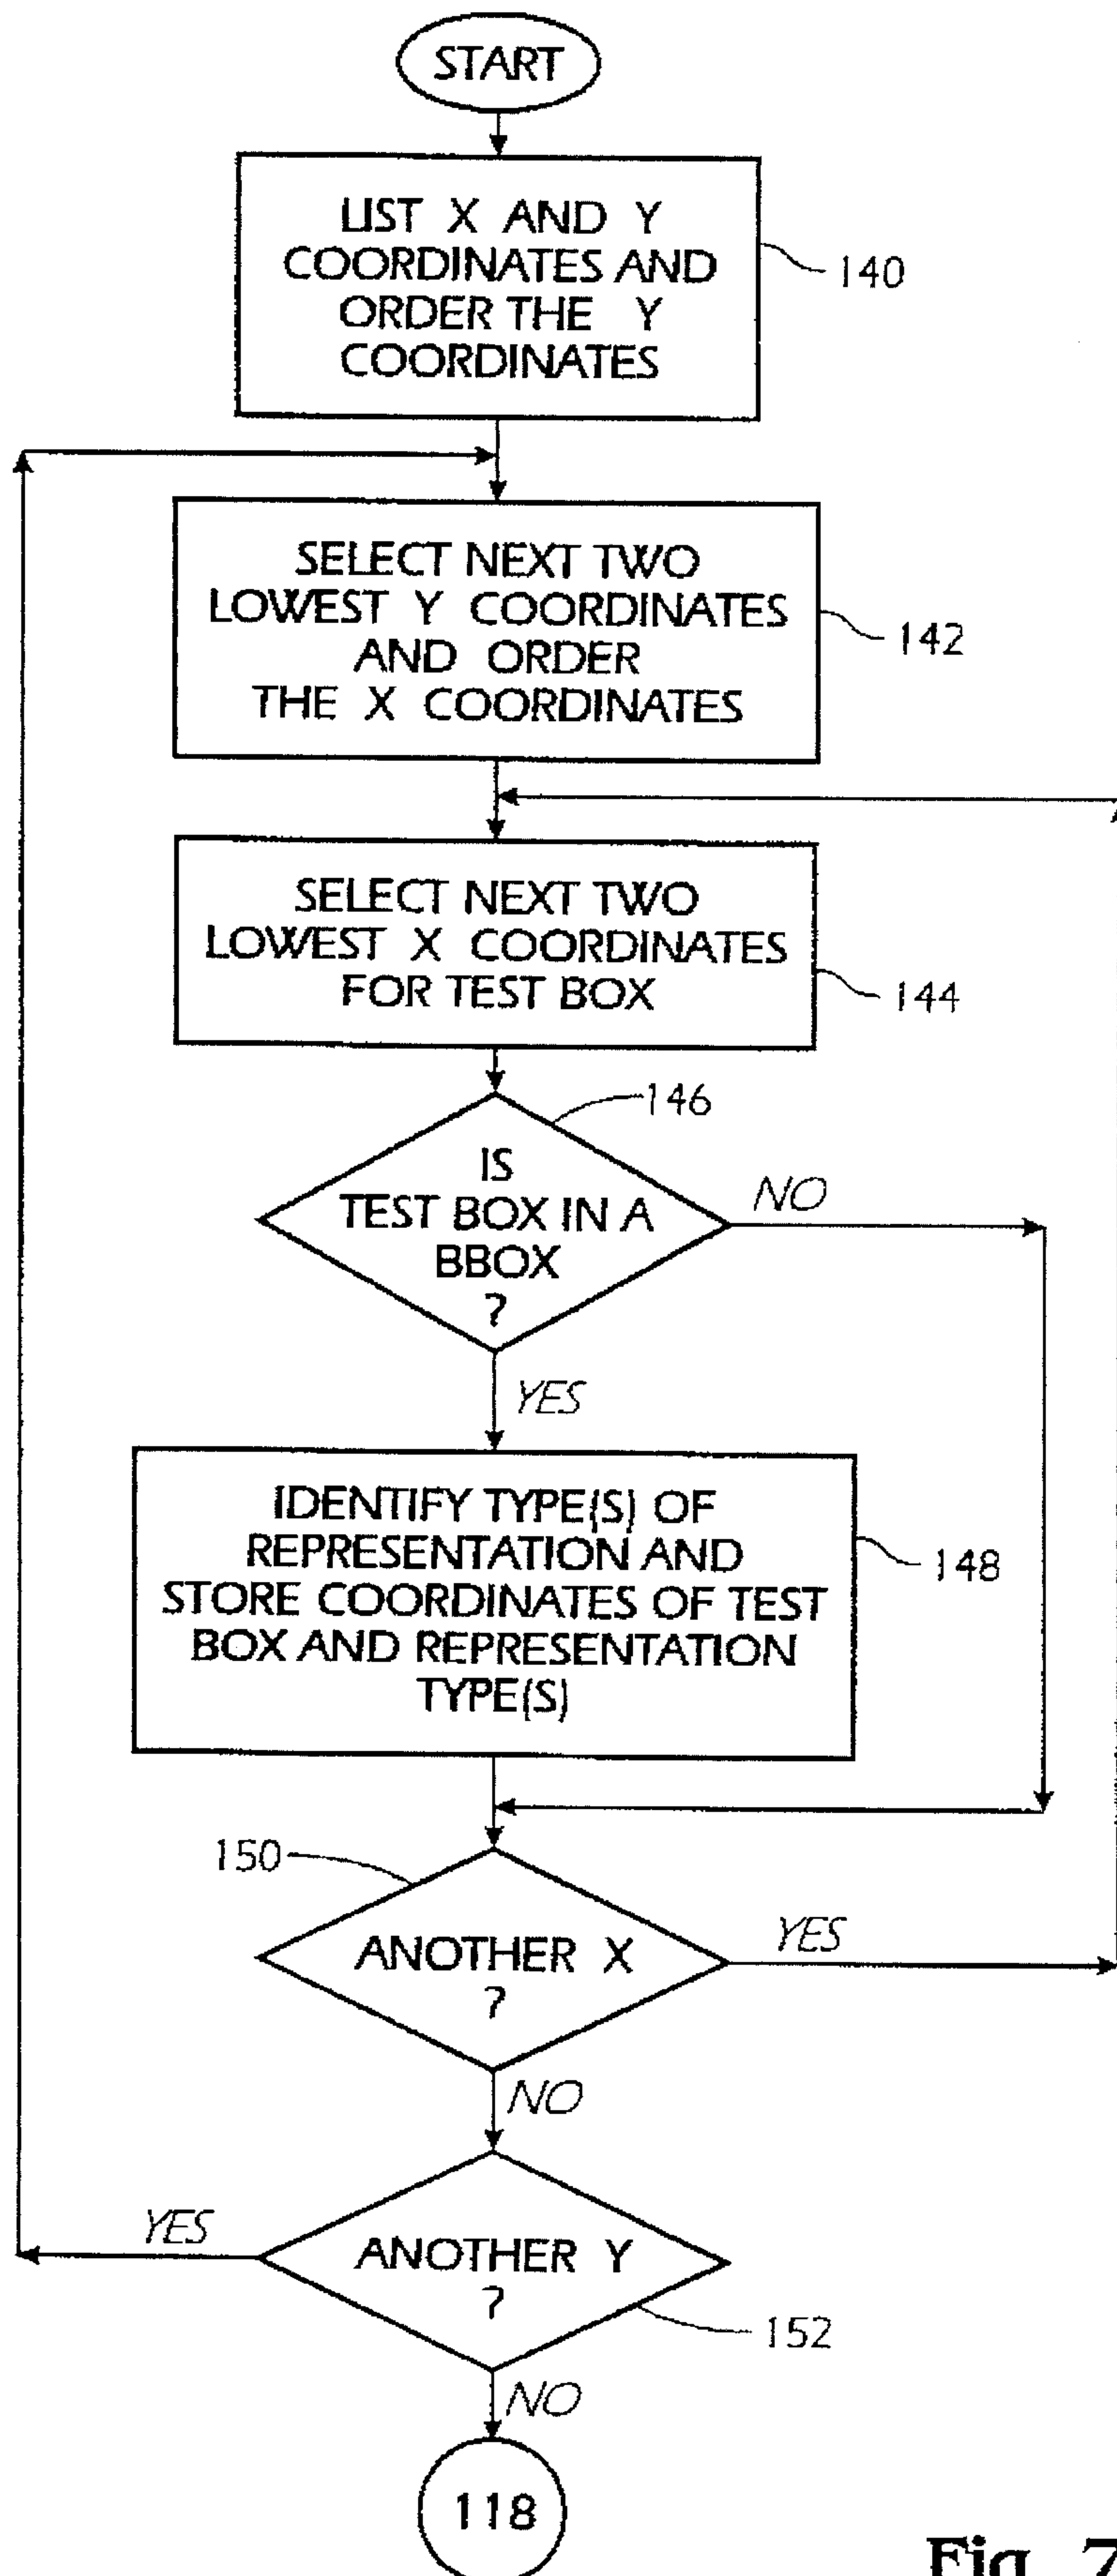 START
LIST X AND Y
COORDINATES AND
ORDER THE Y
COORDINATES
140
SELECT NEXT TWO
LOWEST Y COORDINATES
AND ORDER
THE X COORDINATES
142
SELECT NEXT TWO
LOWEST X COORDINATES
FOR TEST BOX
144
146
IS
TEST BOX IN A
BBOX
?
NO
YES
IDENTIFY TYPE(S) OF
REPRESENTATION AND
STORE COORDINATES OF TEST
BOX AND REPRESENTATION
TYPE(S)
148
150
ANOTHER X
?
YES
NO
YES
ANOTHER Y
?
152
NO
118
Fig. 7